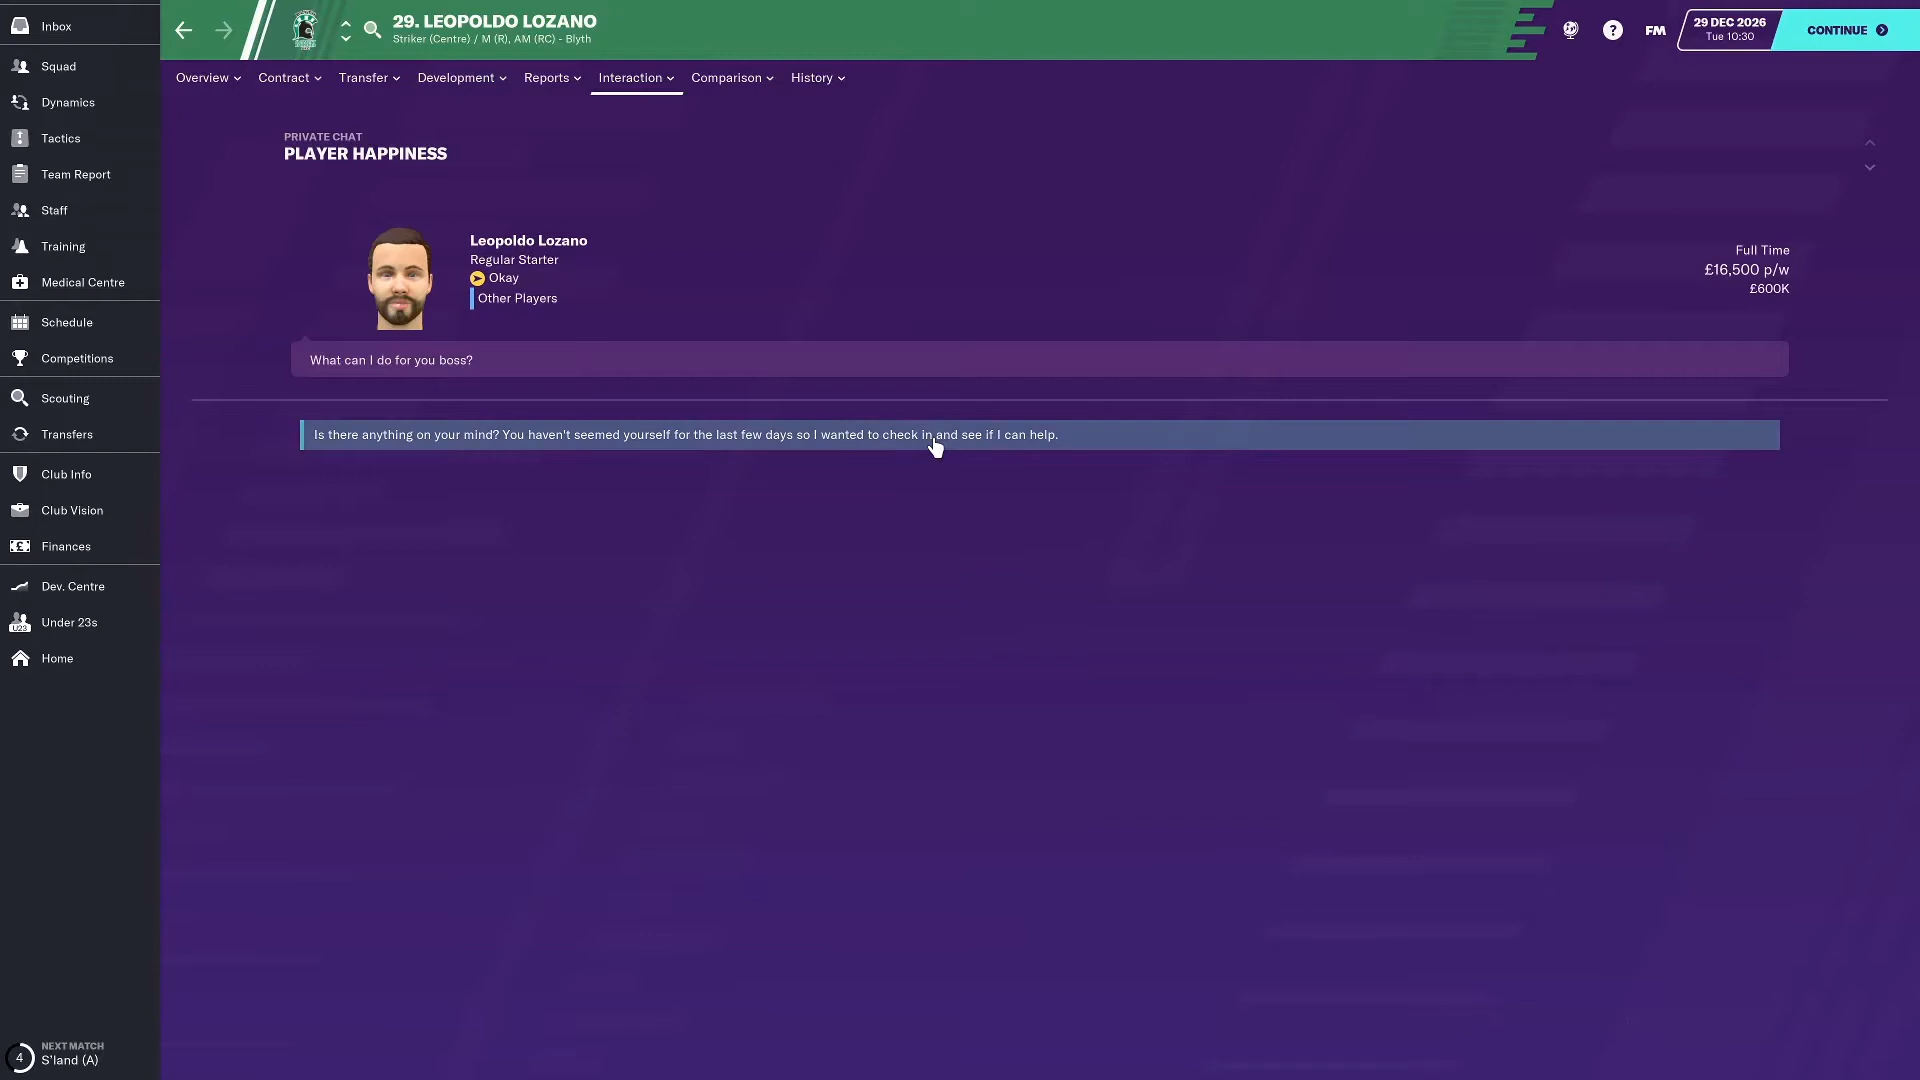 Inbox
Squad
Dynamics
Tactics
Team Report
Staff
Training
Medical Centre
Schedule
Competitions
Scouting
Transfers
Club Info
Club Vision
Finances
Dev. Centre
U23
Under 23s
Home
4
NEXT MATCH
S'land (A)
29. LEOPOLDO LOZANO
Striker (Centre) / M (R), AM (RC) - Blyth
?
FM
29 DEC 2026
Tue 10:30
CONTINUE
Overview
Contract
Transfer
Development
Reports
Interaction
Comparison
History
PRIVATE CHAT
PLAYER HAPPINESS
Leopoldo Lozano
Regular Starter
Okay
Other Players
Full Time
£16,500 p/w
£600K
What can I do for you boss?
Is there anything on your mind? You haven't seemed yourself for the last few days so I wanted to check in and see if I can help.